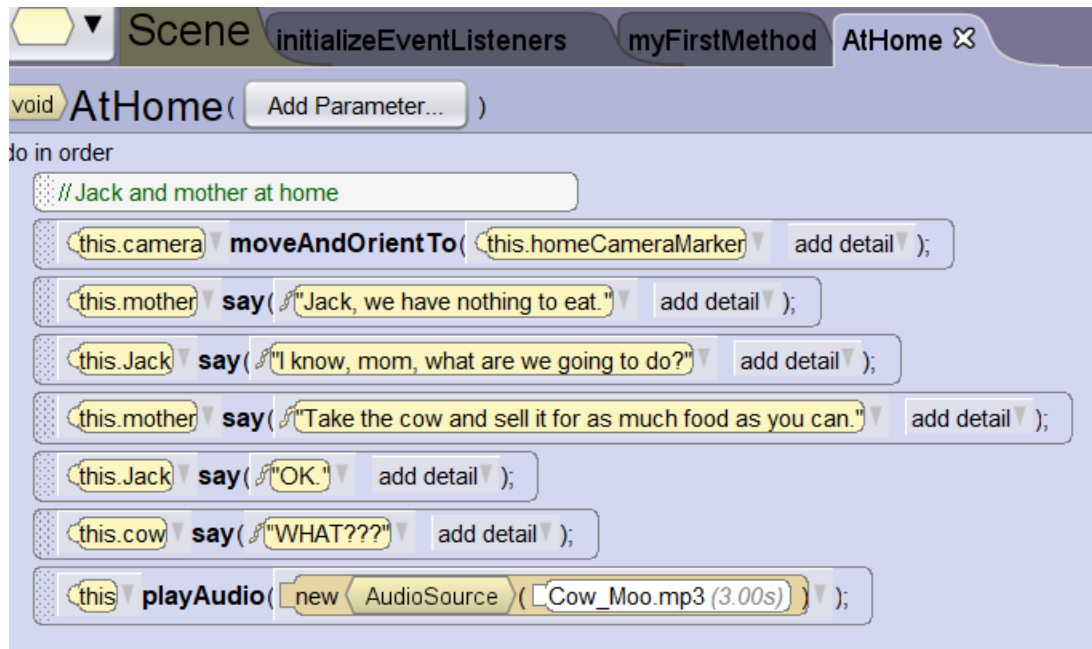 Scene initializeEventListeners myFirstMethod AtHome
void AtHome( Add Parameter... )
do in order
//Jack and mother at home
this.camera moveAndOrientTo( this.homeCameraMarker add detail );
this.mother say( "Jack, we have nothing to eat." add detail );
this.Jack say( "I know, mom, what are we going to do?" add detail );
this.mother say( "Take the cow and sell it for as much food as you can." add detail );
this.Jack say( "OK." add detail );
this.cow say( "WHAT???" add detail );
this playAudio( new AudioSource ( Cow_Moo.mp3 (3.00s) ) );